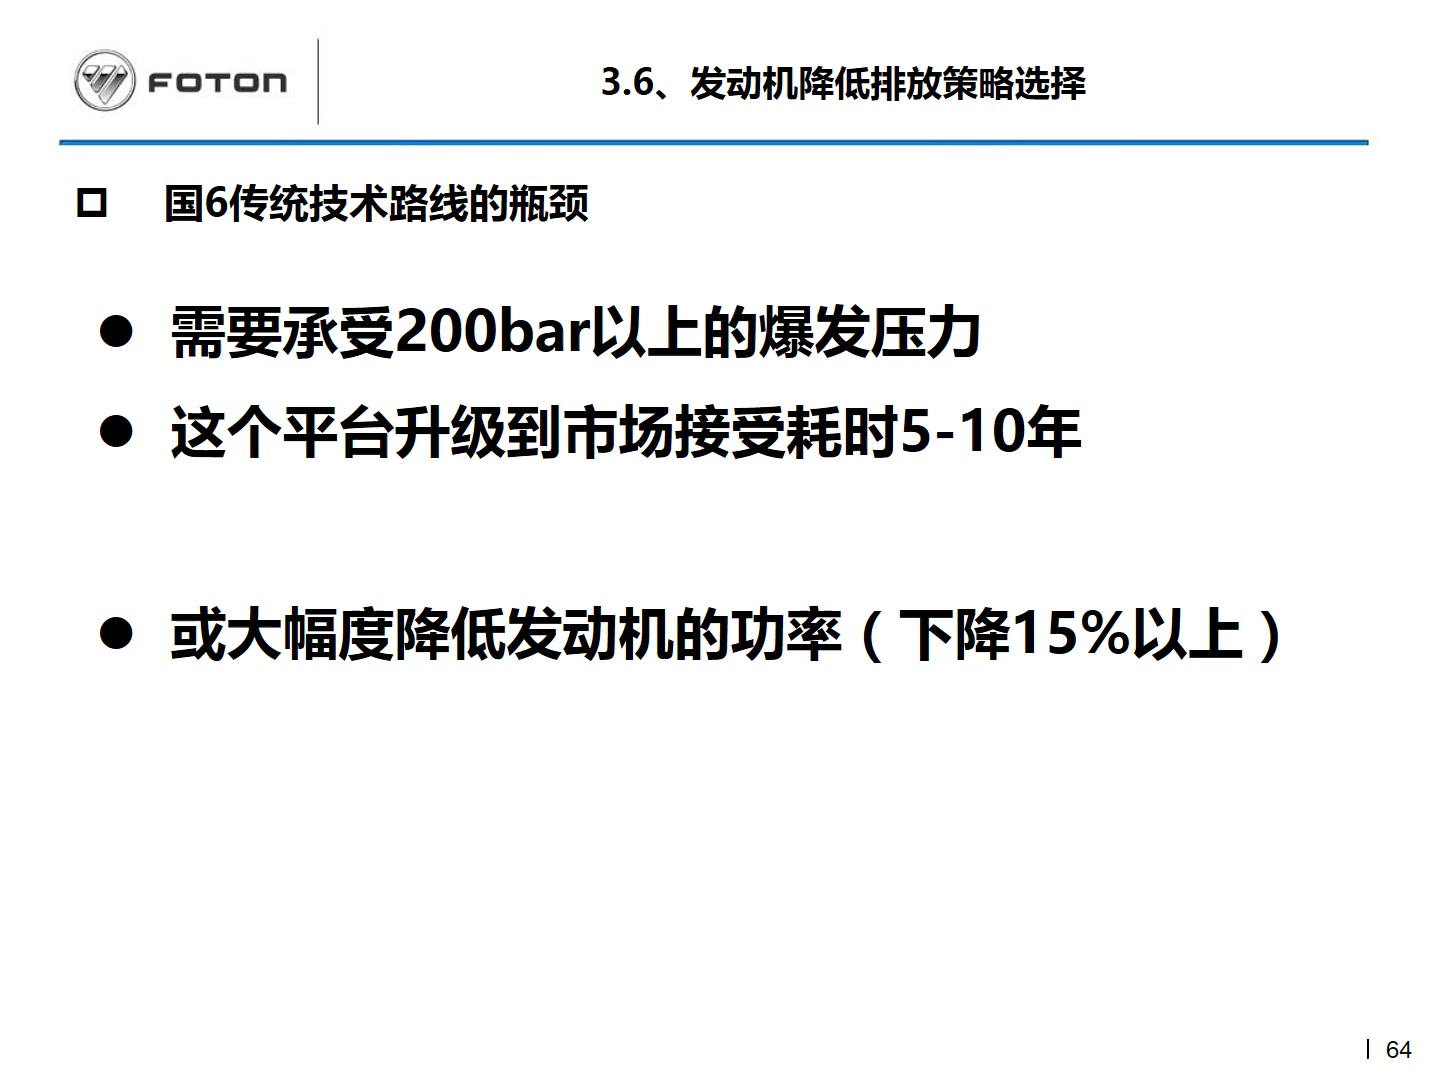 FOTON
3.6、发动机降低排放策略选择
国6传统技术路线的瓶颈
需要承受200bar以上的爆发压力
这个平台升级到市场接受耗时5-10年
或大幅度降低发动机的功率（下降15%以上）
64